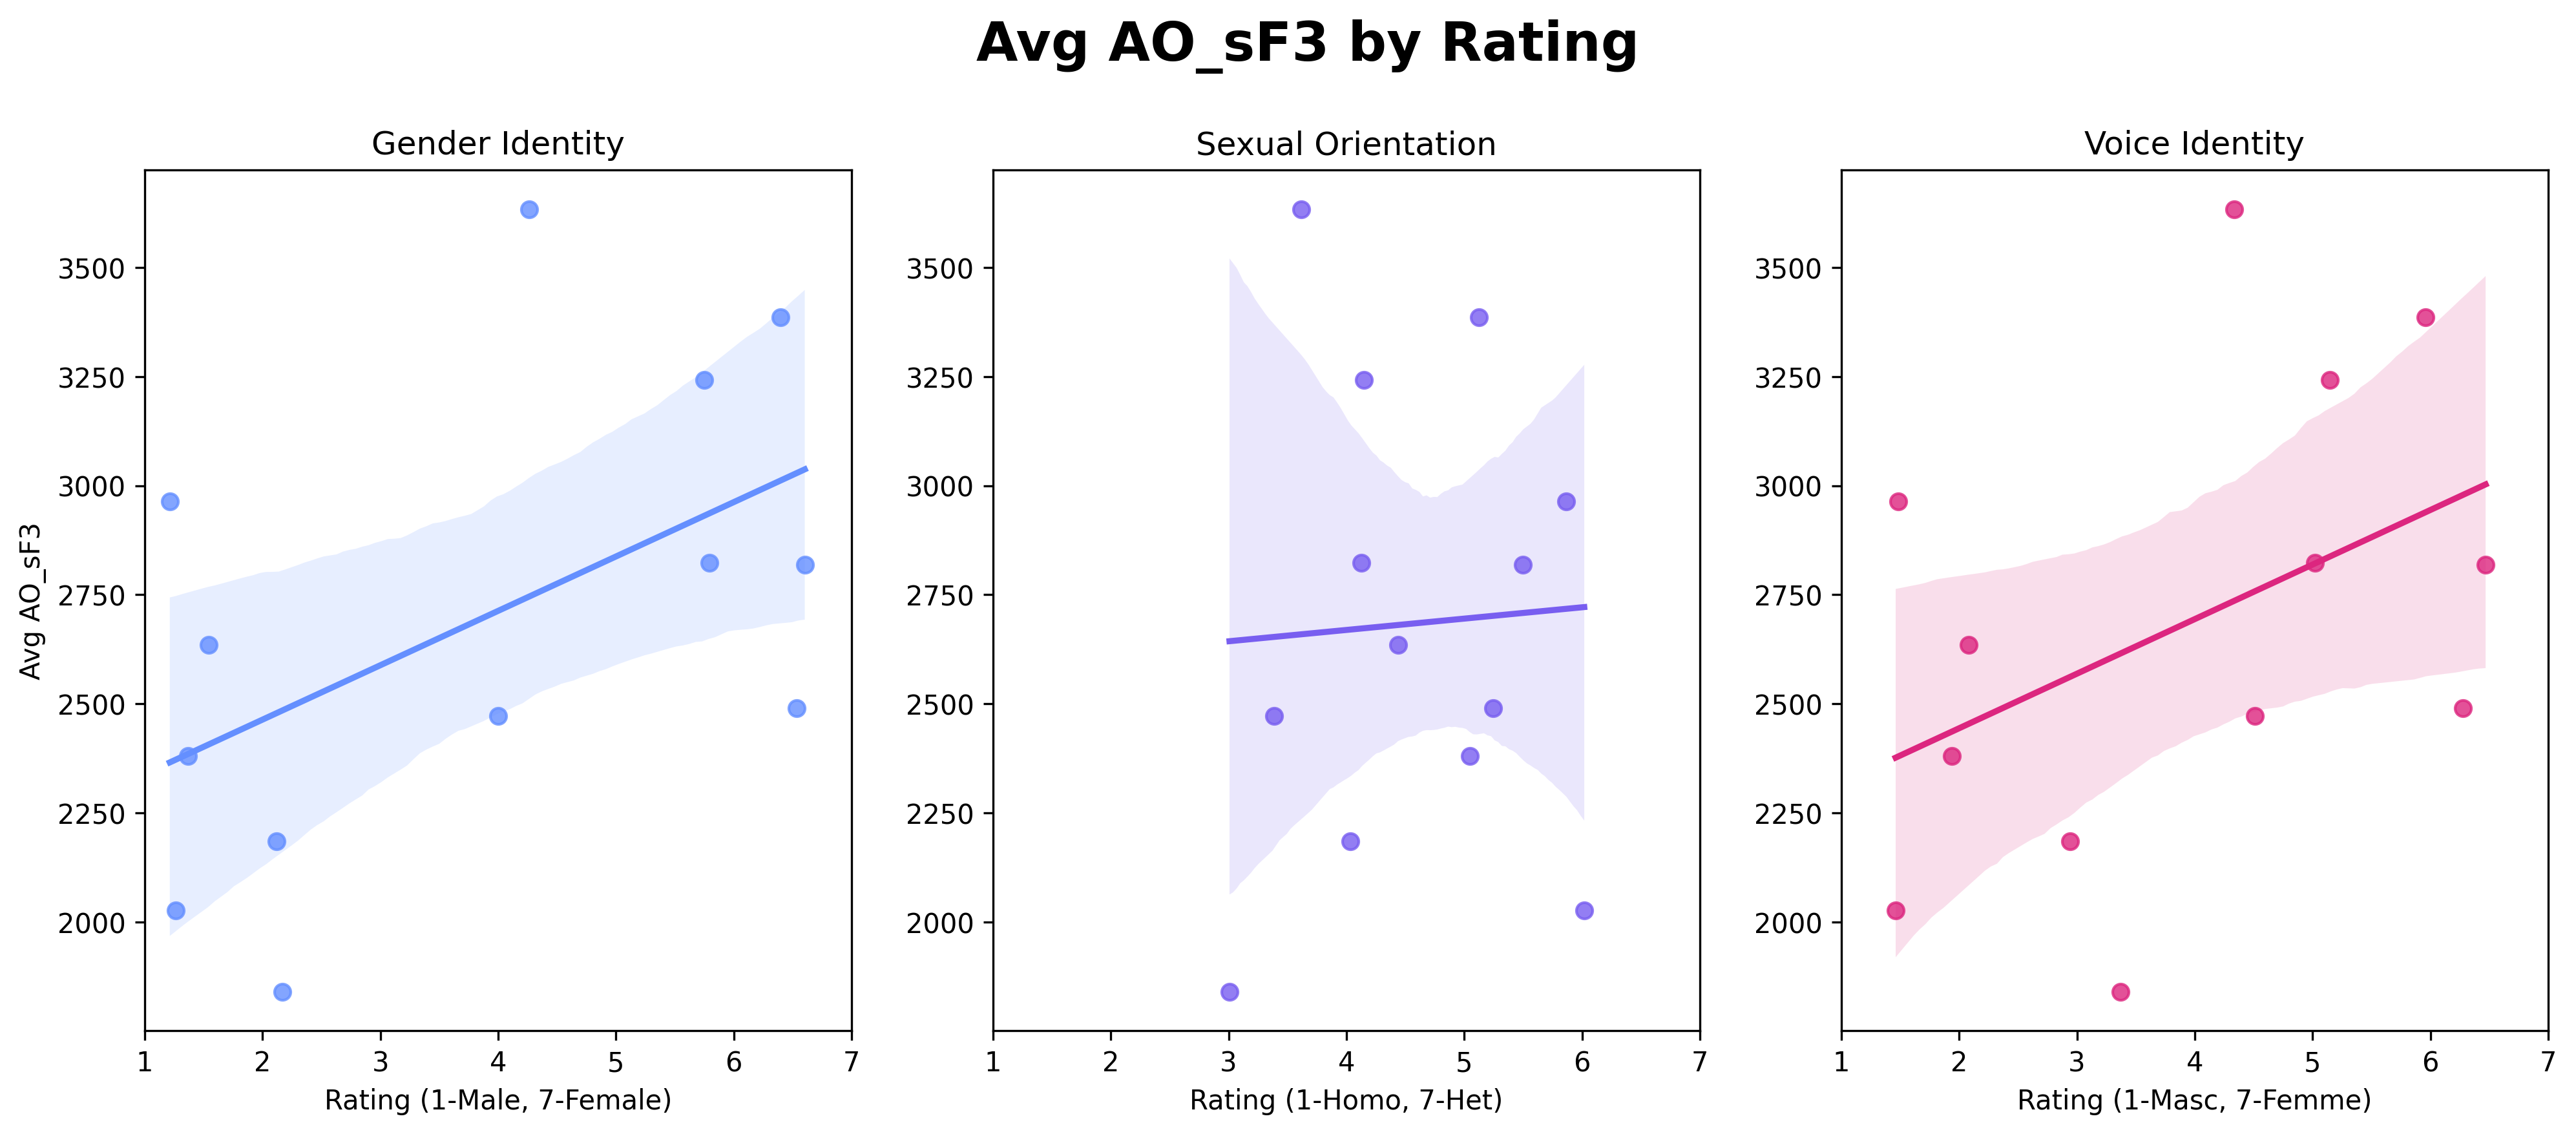 Avg AO_sF3 by Rating
Gender Identity
Sexual Orientation
Voice Identity
Avg AO_sF3
3500
3250
3000
2750
2500
2250
2000
1 2 3 4 5 6 7
Rating (1-Male, 7-Female)
3500
3250
3000
2750
2500
2250
2000
1 2 3 4 5 6 7
Rating (1-Homo, 7-Het)
3500
3250
3000
2750
2500
2250
2000
1 2 3 4 5 6 7
Rating (1-Masc, 7-Femme)